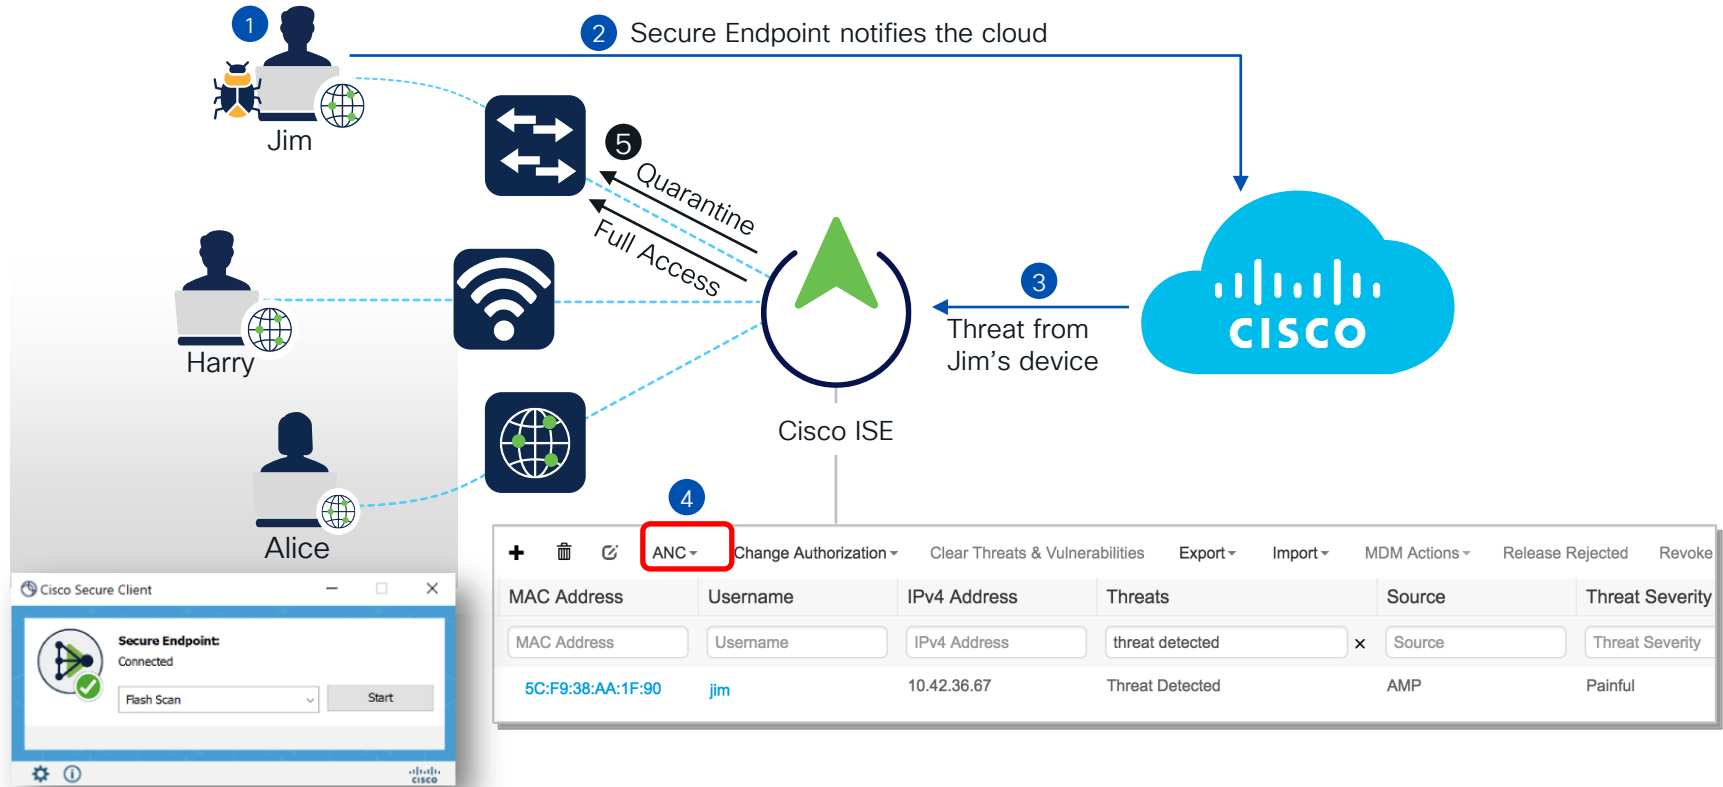 1
2 Secure Endpoint notifies the cloud
Jim
5
Quarantine
Full Access
Harry
3
Threat from
Jim's device
CISCO
Cisco ISE
Alice
4
ANC Change Authorization Clear Threats & Vulnerabilities Export Import MDM Actions Release Rejected Revoke
MAC Address Username IPv4 Address Threats Source Threat Severity
MAC Address Username IPv4 Address threat detected × Source Threat Severity
5C:F9:38:AA:1F:90 jim 10.42.36.67 Threat Detected AMP Painful
Cisco Secure Client
Secure Endpoint:
Connected
Flash Scan Start
CISCO